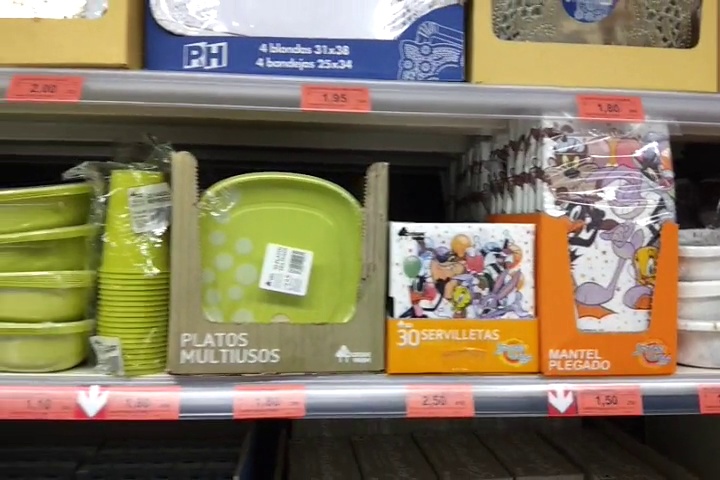 PH
4 blondas 31x38
4 bandejas 25x34
2,00
1,95
1,80
PLATOS
MULTIUSOS
30 SERVILLETAS
MANTEL
PLEGADO
1,10
1,80
1,80
2,50
1,50